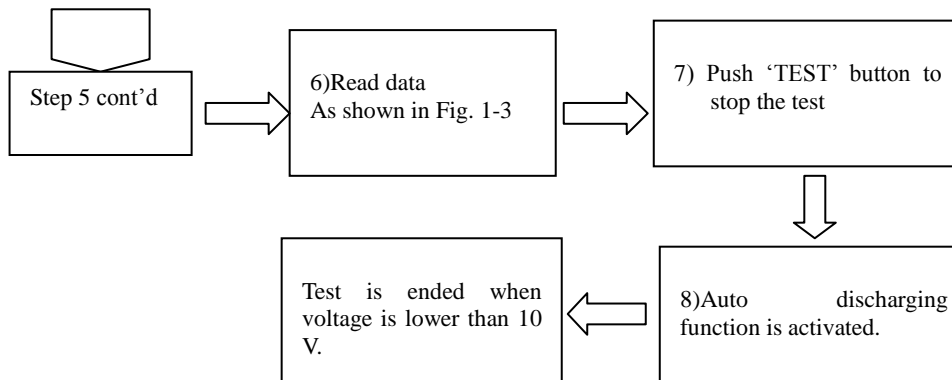 Step 5 cont’d
6)Read data
As shown in Fig. 1-3
7) Push ‘TEST’ button to
stop the test
8)Auto discharging
function is activated.
Test is ended when
voltage is lower than 10
V.